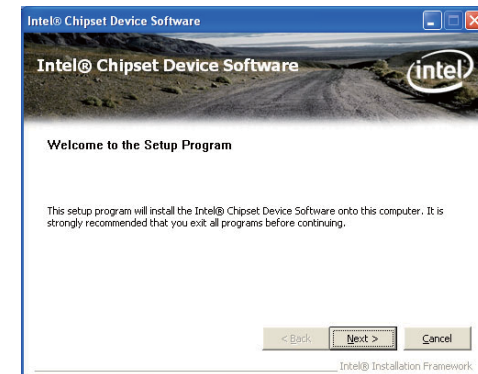 Intel® Chipset Device Software
Intel® Chipset Device Software
intel
Welcome to the Setup Program
This setup program will install the Intel® Chipset Device Software onto this computer. It is
strongly recommended that you exit all programs before continuing.
< Back
Next >
Cancel
Intel® Installation Framework